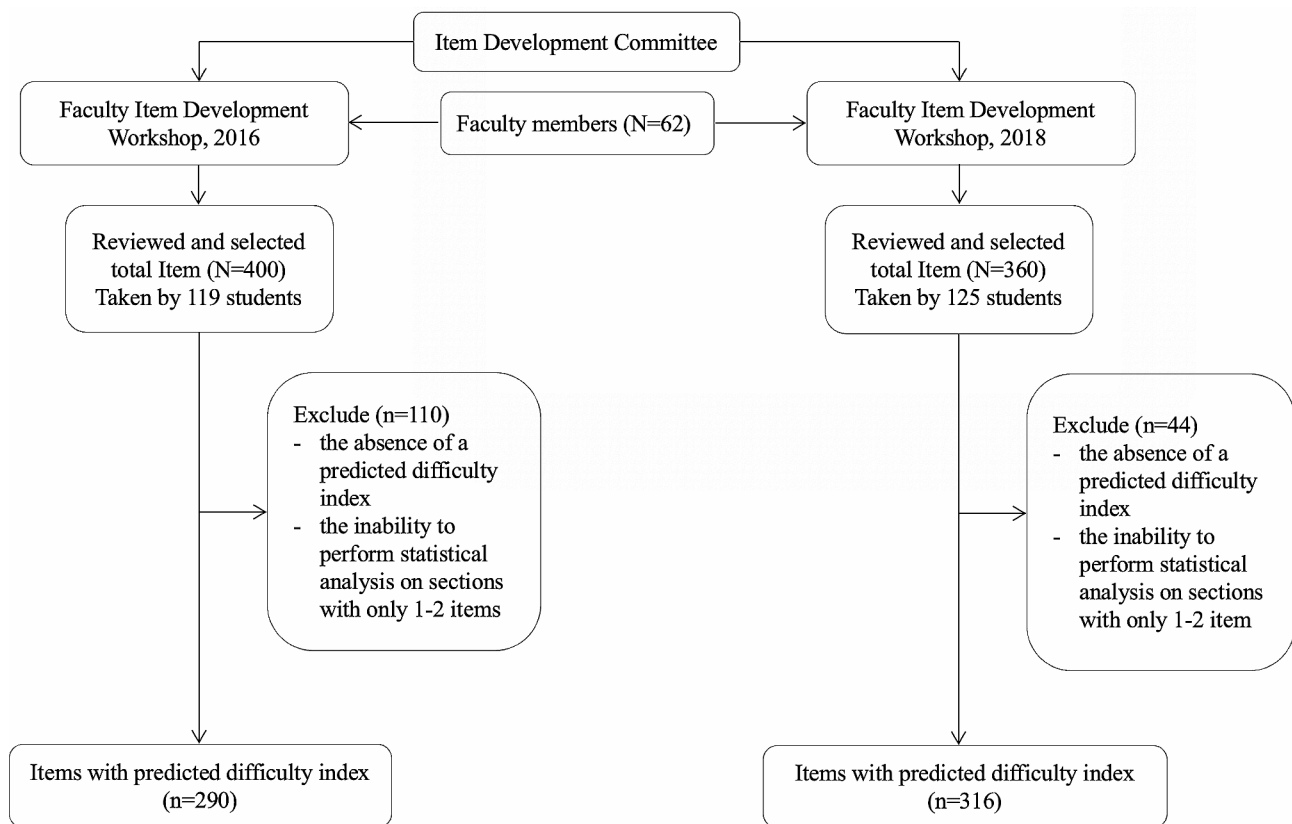 Item Development Committee
Faculty Item Development
Workshop, 2016
Faculty members (N=62)
Faculty Item Development
Workshop, 2018
Reviewed and selected
total Item (N=400)
Taken by 119 students
Reviewed and selected
total Item (N=360)
Taken by 125 students
Exclude (n=110)
- the absence of a
predicted difficulty
index
- the inability to
perform statistical
analysis on sections
with only 1-2 items
Exclude (n=44)
- the absence of a
predicted difficulty
index
- the inability to
perform statistical
analysis on sections
with only 1-2 item
Items with predicted difficulty index
(n=290)
Items with predicted difficulty index
(n=316)